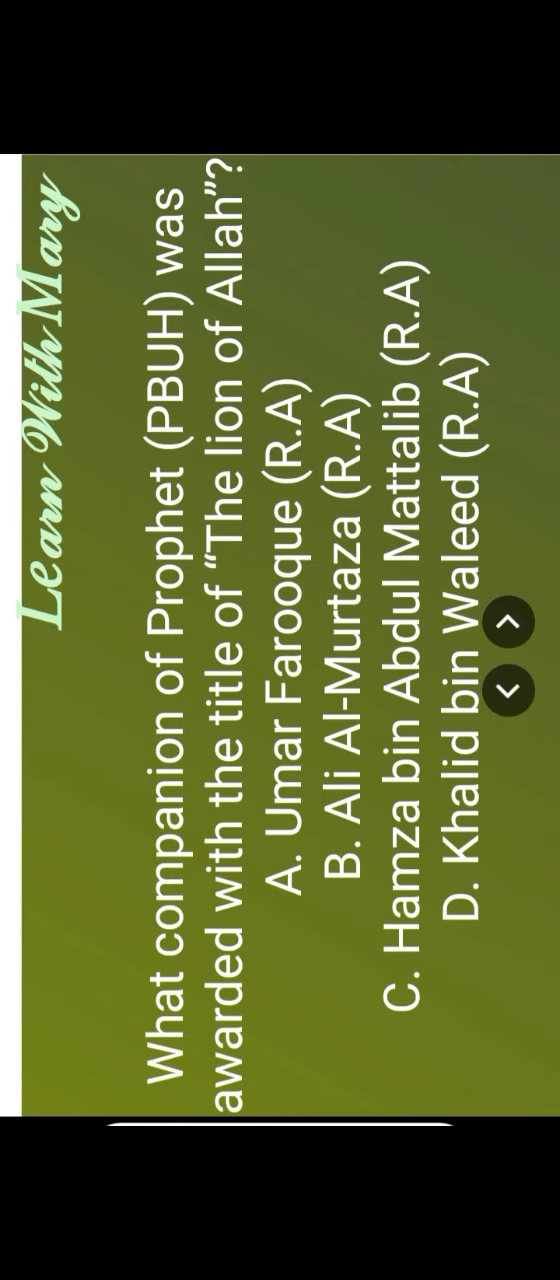 Learn With Mary
What companion of Prophet (PBUH) was
awarded with the title of “The lion of Allah”?
A. Umar Farooque (R.A)
B. Ali Al-Murtaza (R.A)
C. Hamza bin Abdul Mattalib (R.A)
D. Khalid bin Waleed (R.A)